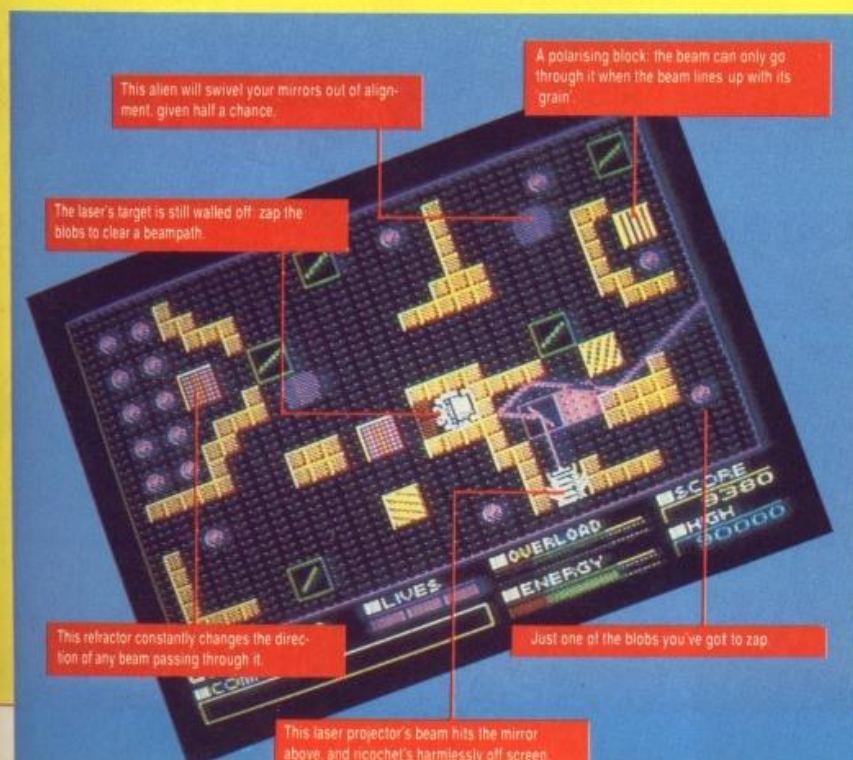 A polarising block: the beam can only go
through it when the beam lines up with its
'grain'.
This alien will swivel your mirrors out of align-
ment, given half a chance.
The laser's target is still walled off: zap the
blobs to clear a beampath.
SCORE
9380
HIGH
90000
OVERLOAD
ENERGY
LIVES
This refractor constantly changes the direc-
tion of any beam passing through it.
Just one of the blobs you've got to zap.
This laser projector's beam hits the mirror
above, and ricochet's harmlessly off screen.